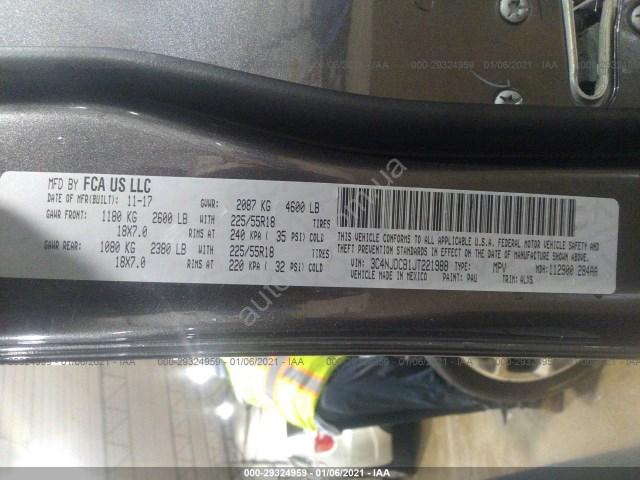 000-29324959 - 01/06/2021 - IAA
MFD BY FCA US LLC
DATE OF MFR(BUILT): 11-17 GVWR: 2087 KG 4600 LB
GAWR FRONT: 1180 KG 2600 LB WITH 225/55R18 TIRES
18X7.0 RIMS AT 240 KPA ( 35 PSI) COLD
GAWR REAR: 1080 KG 2380 LB WITH 225/55R18 TIRES
18X7.0 RIMS AT 220 KPA ( 32 PSI) COLD
THIS VEHICLE CONFORMS TO ALL APPLICABLE U.S.A. FEDERAL MOTOR VEHICLE SAFETY AND
THEFT PREVENTION STANDARDS IN EFFECT ON THE DATE OF MANUFACTURE SHOWN ABOVE.
VIN: 3C4NJDCB1JT221988 TYPE: MPV MDH: 112900 284AA
VEHICLE MADE IN MEXICO PAINT: PAU TRIM: ALX5
000-29324959 - 01/06/2021 - IAA
000-29324959 - 01/06/2021 - IAA